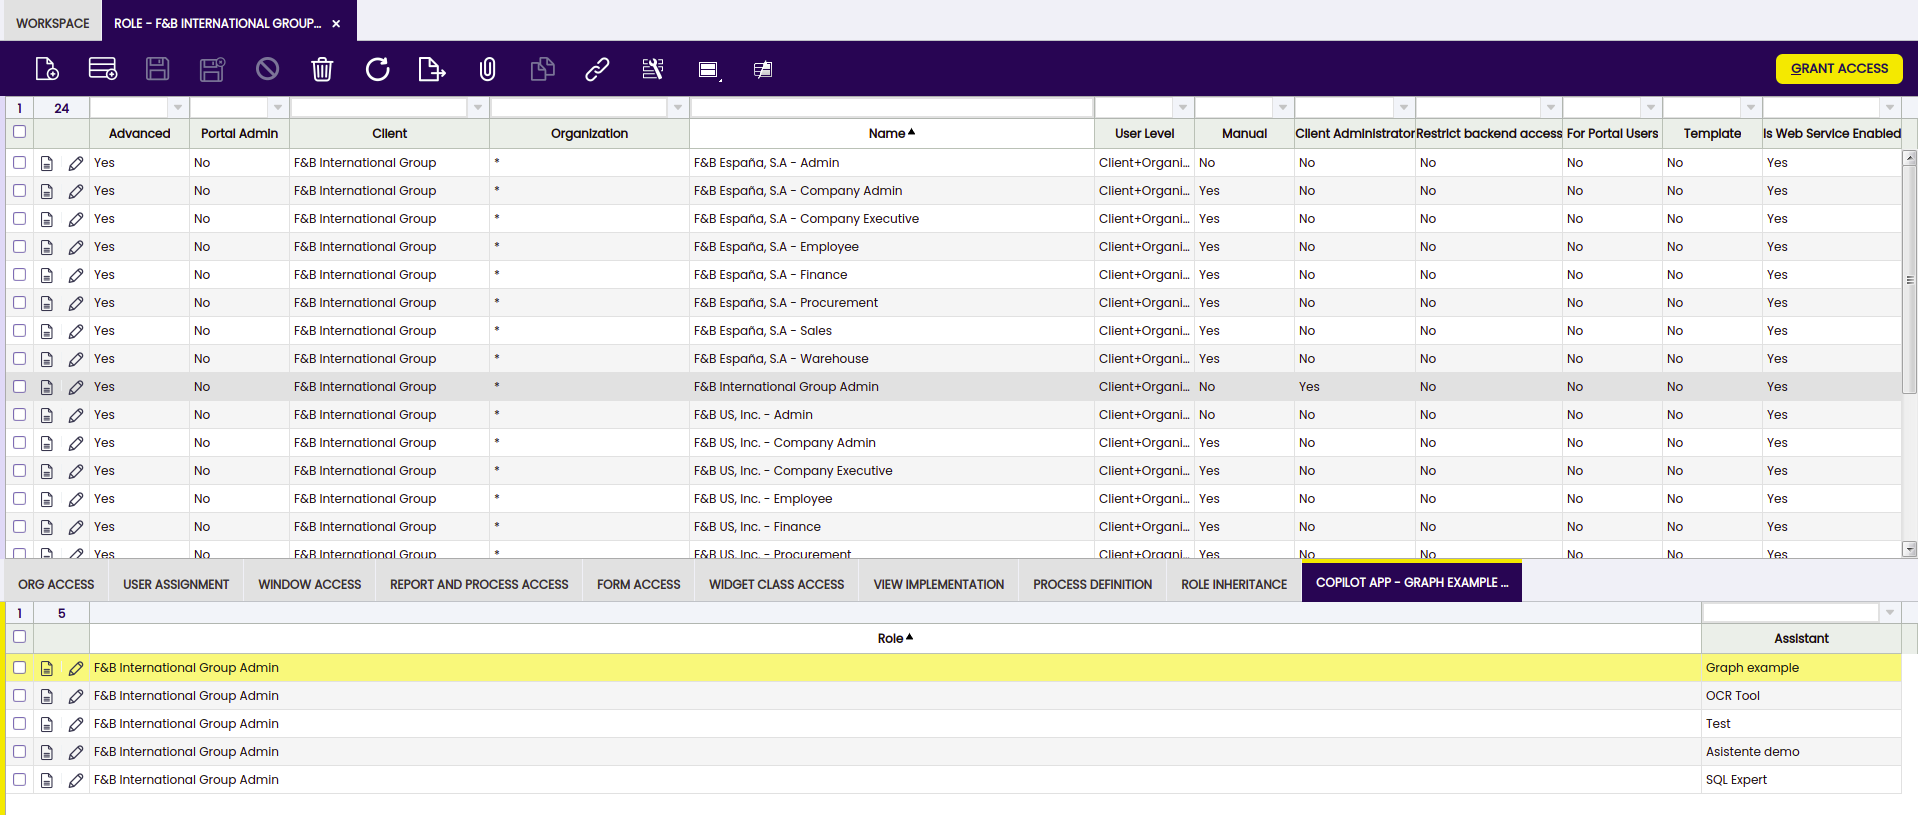 WORKSPACE ROLE - F&B INTERNATIONAL GROUP... ×
GRANT ACCESS
1 24
Advanced Portal Admin Client Organization Name User Level Manual Client Administrator Restrict backend access For Portal Users Template Is Web Service Enabled
Yes No F&B International Group * F&B España, S.A - Admin Client+Organi... No No No No No Yes
Yes No F&B International Group * F&B España, S.A - Company Admin Client+Organi... Yes No No No No Yes
Yes No F&B International Group * F&B España, S.A - Company Executive Client+Organi... Yes No No No No Yes
Yes No F&B International Group * F&B España, S.A - Employee Client+Organi... Yes No No No No Yes
Yes No F&B International Group * F&B España, S.A - Finance Client+Organi... Yes No No No No Yes
Yes No F&B International Group * F&B España, S.A - Procurement Client+Organi... Yes No No No No Yes
Yes No F&B International Group * F&B España, S.A - Sales Client+Organi... Yes No No No No Yes
Yes No F&B International Group * F&B España, S.A - Warehouse Client+Organi... Yes No No No No Yes
Yes No F&B International Group * F&B International Group Admin Client+Organi... No Yes No No No Yes
Yes No F&B International Group * F&B US, Inc. - Admin Client+Organi... No No No No No Yes
Yes No F&B International Group * F&B US, Inc. - Company Admin Client+Organi... Yes No No No No Yes
Yes No F&B International Group * F&B US, Inc. - Company Executive Client+Organi... Yes No No No No Yes
Yes No F&B International Group * F&B US, Inc. - Employee Client+Organi... Yes No No No No Yes
Yes No F&B International Group * F&B US, Inc. - Finance Client+Organi... Yes No No No No Yes
Yes No F&B International Group * F&B US, Inc. - Procurement Client+Organi... Yes No No No No Yes
ORG ACCESS USER ASSIGNMENT WINDOW ACCESS REPORT AND PROCESS ACCESS FORM ACCESS WIDGET CLASS ACCESS VIEW IMPLEMENTATION PROCESS DEFINITION ROLE INHERITANCE COPILOT APP - GRAPH EXAMPLE ...
1 5
Role Assistant
F&B International Group Admin Graph example
F&B International Group Admin OCR Tool
F&B International Group Admin Test
F&B International Group Admin Asistente demo
F&B International Group Admin SQL Expert